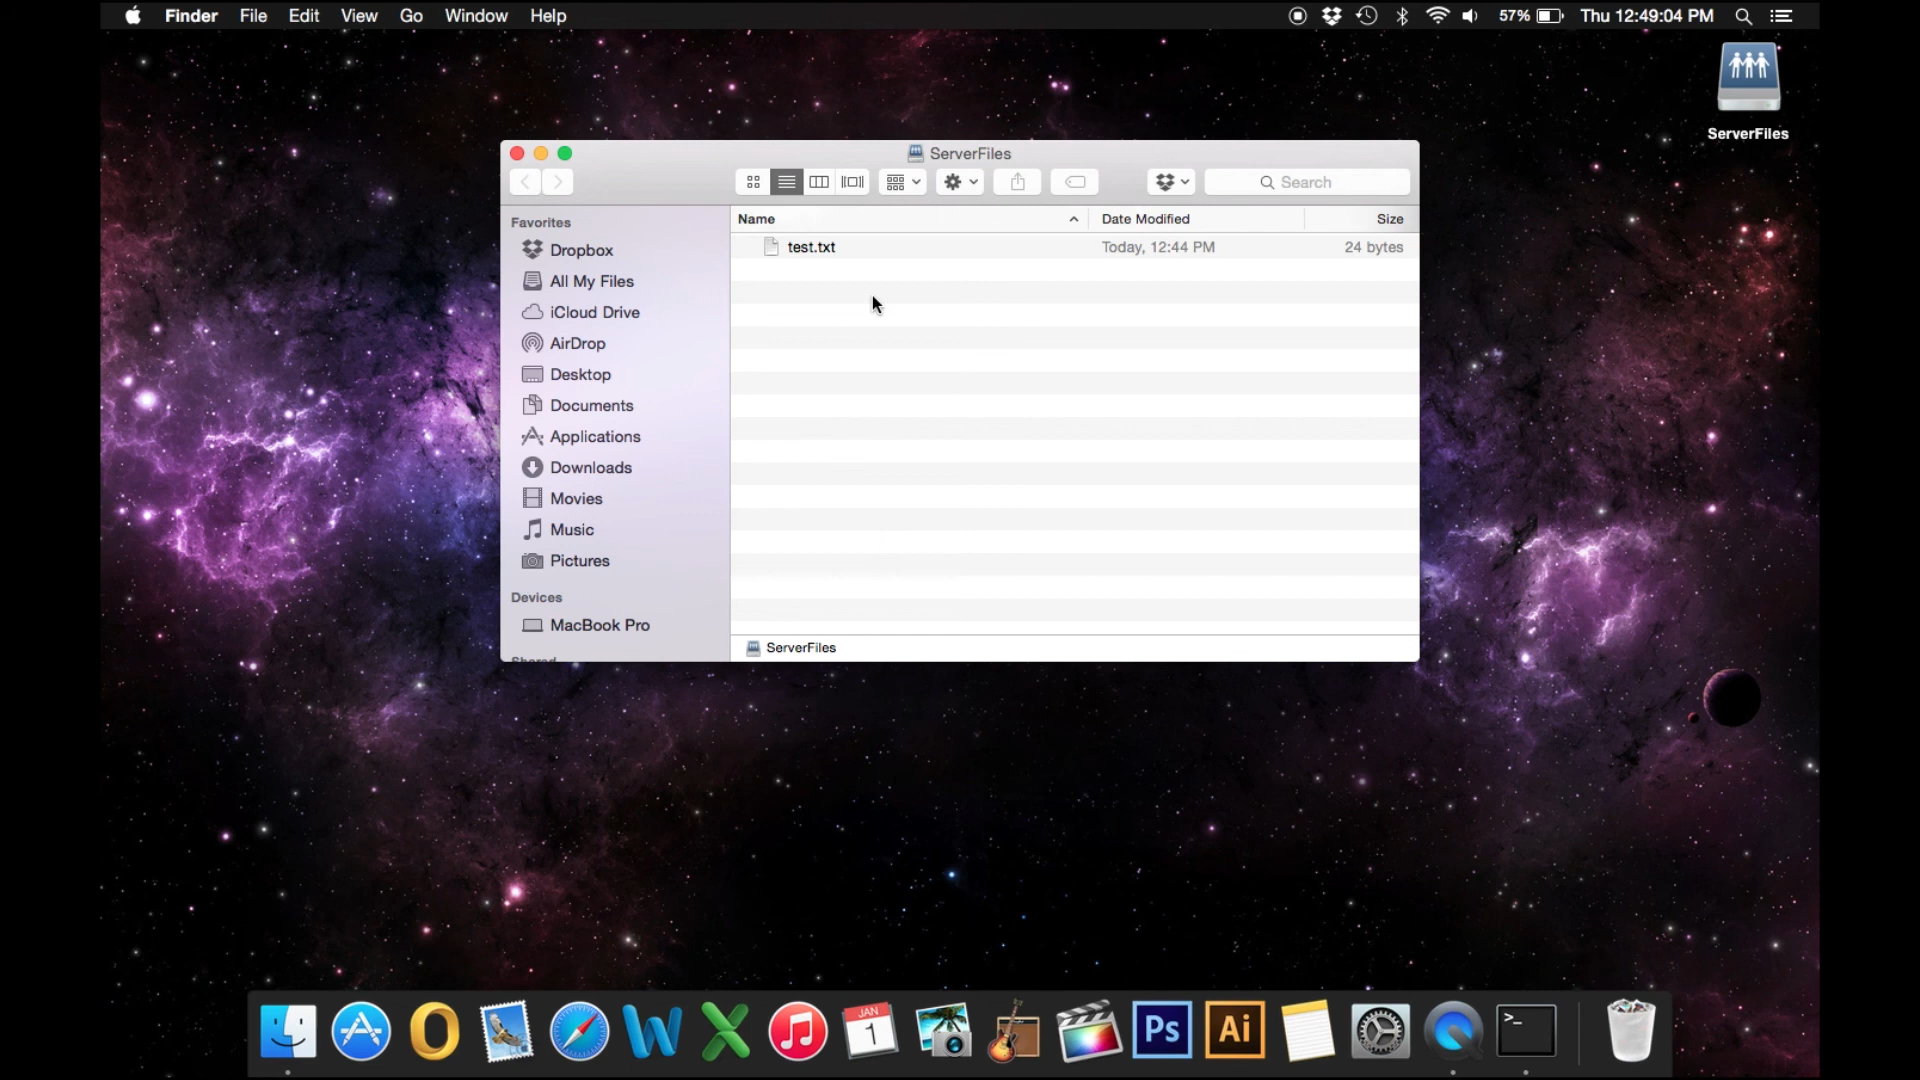 Finder File Edit View Go Window Help 57% Thu 12:49:04 PM
ServerFiles
ServerFiles
Search
Favorites
Dropbox
All My Files
iCloud Drive
AirDrop
Desktop
Documents
Applications
Downloads
Movies
Music
Pictures
Devices
MacBook Pro
Shared
Name Date Modified Size
test.txt Today, 12:44 PM 24 bytes
ServerFiles
JAN
1
Ps
Ai
>_